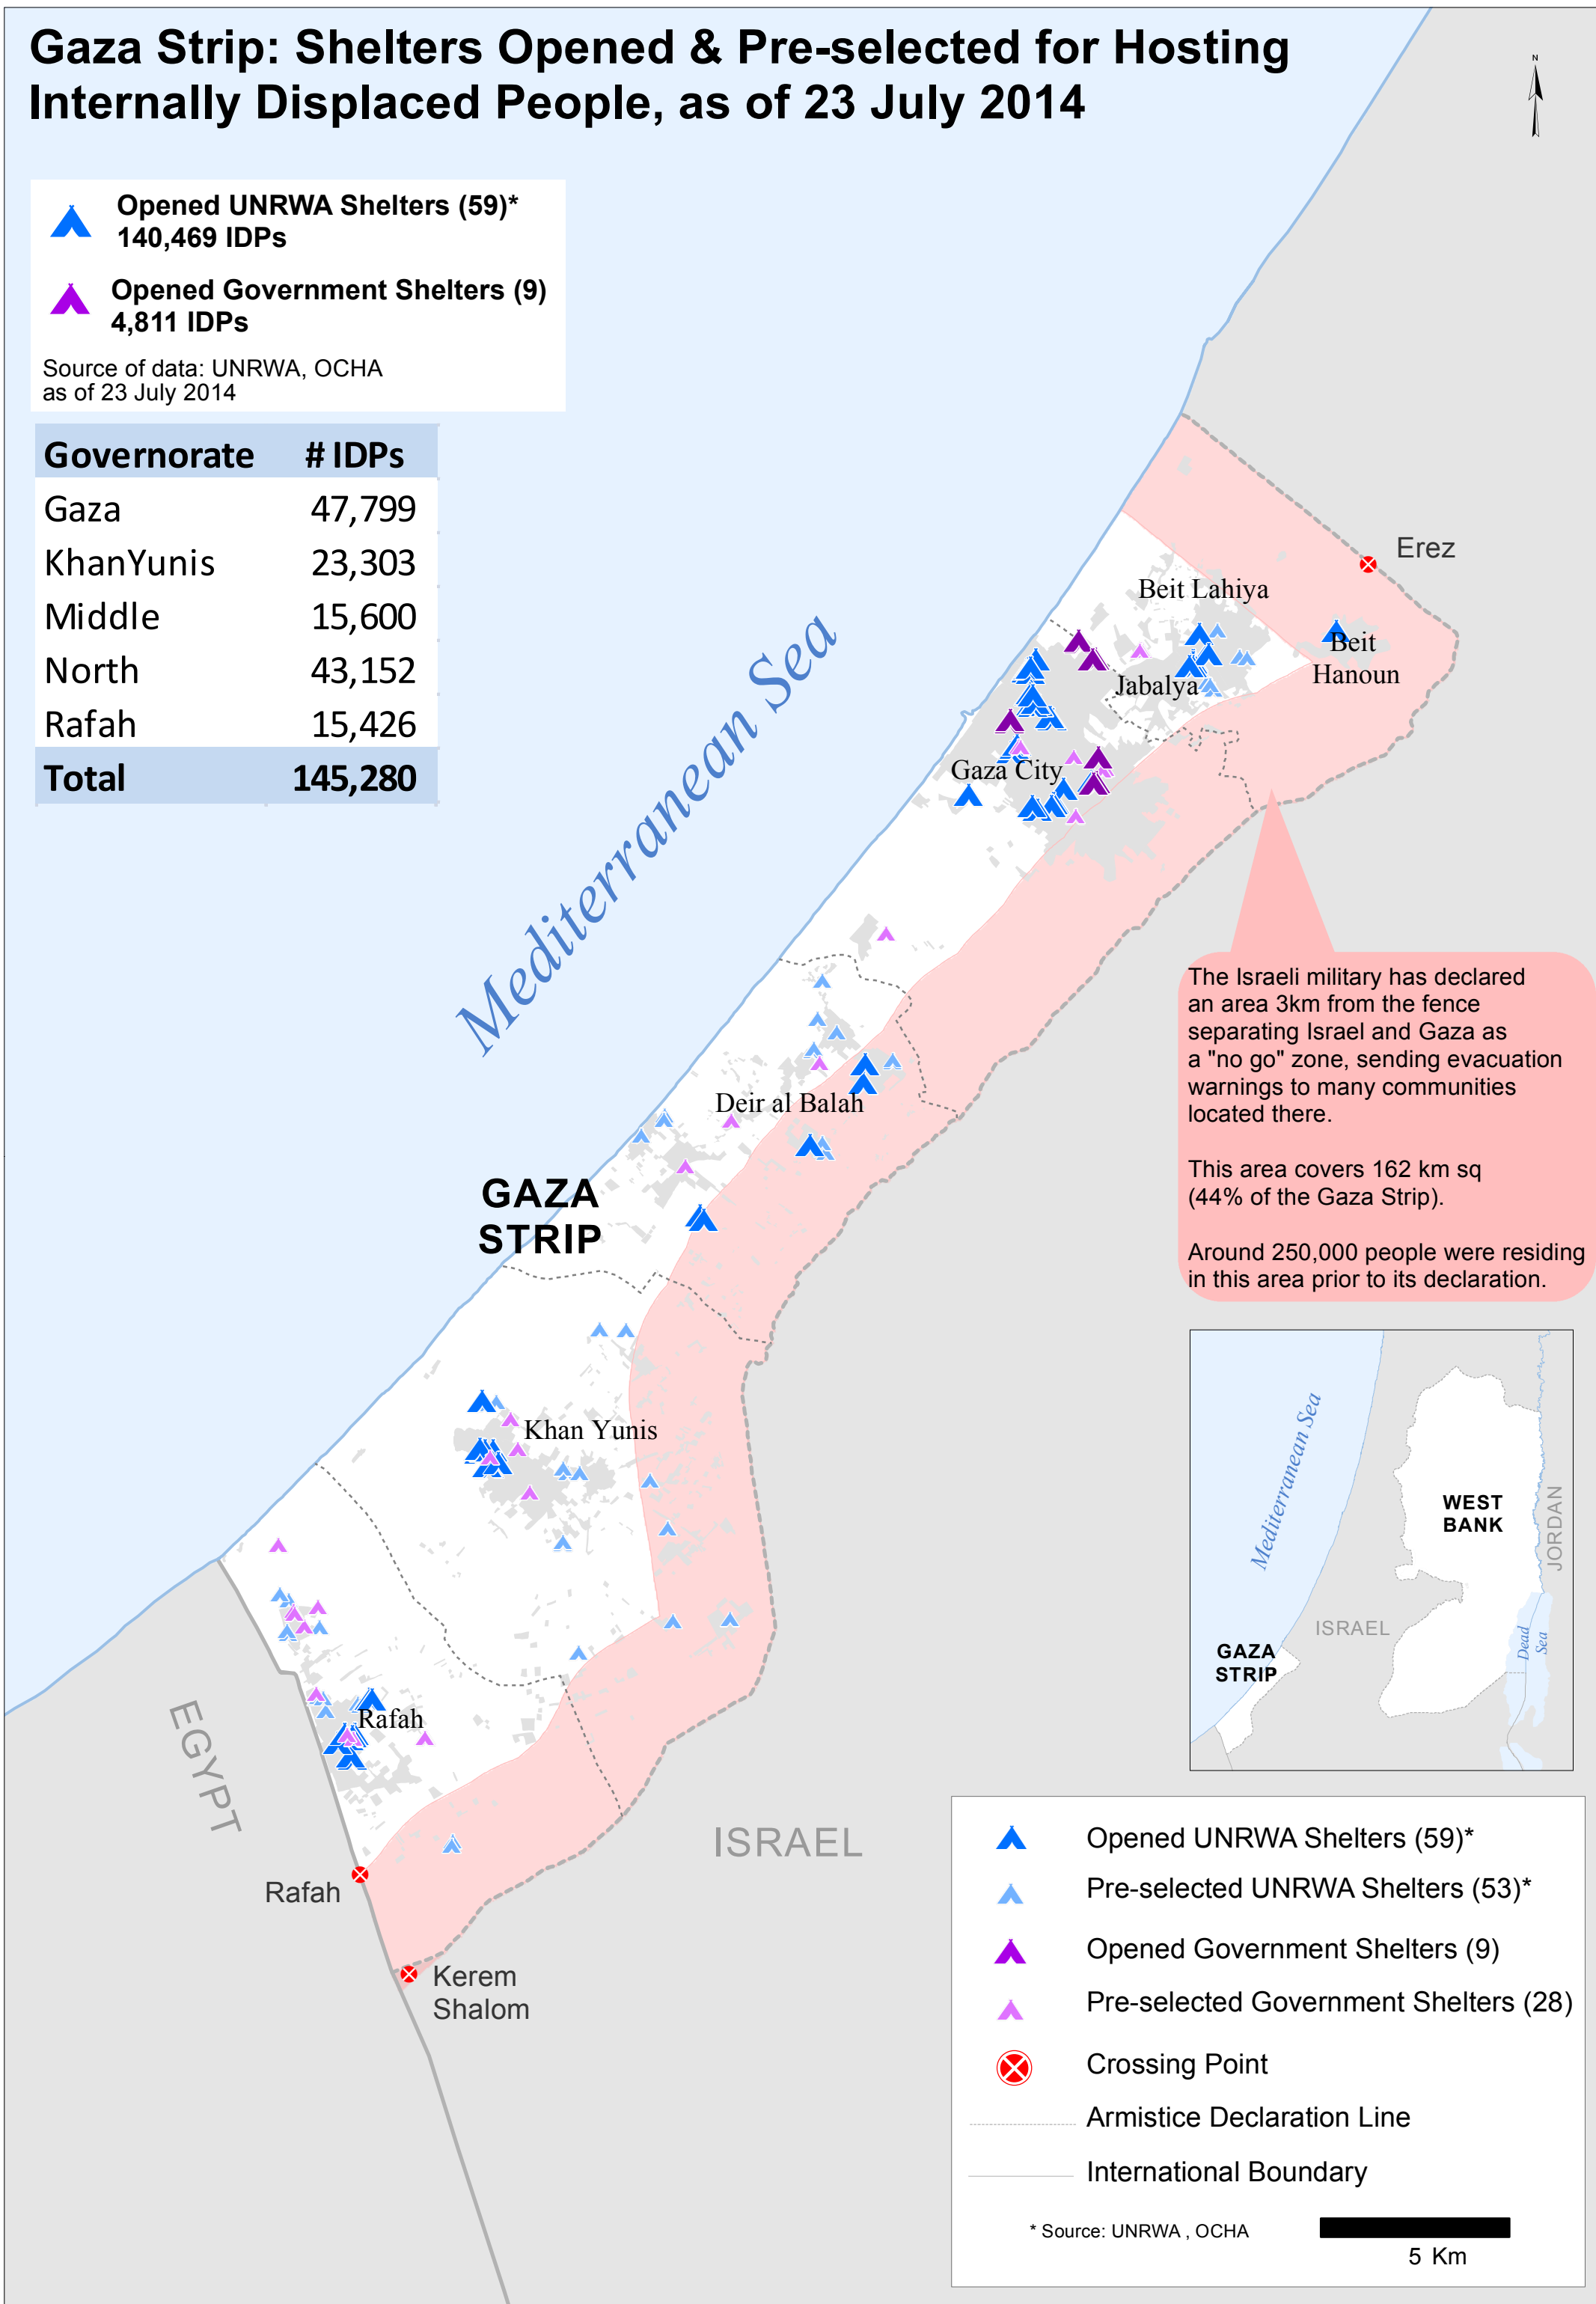 Gaza Strip: Shelters Opened & Pre-selected for Hosting
Internally Displaced People, as of 23 July 2014
N
Opened UNRWA Shelters (59)*
140,469 IDPs
Opened Government Shelters (9)
4,811 IDPs
Source of data: UNRWA, OCHA
as of 23 July 2014
Governorate # IDPs
Gaza 47,799
KhanYunis 23,303
Middle 15,600
North 43,152
Rafah 15,426
Total 145,280
Mediterranean Sea
Erez
Beit Lahiya
Beit
Hanoun
Jabalya
Gaza City
The Israeli military has declared
an area 3km from the fence
separating Israel and Gaza as
a "no go" zone, sending evacuation
warnings to many communities
located there.
This area covers 162 km sq
(44% of the Gaza Strip).
Around 250,000 people were residing
in this area prior to its declaration.
Deir al Balah
GAZA
STRIP
Khan Yunis
Rafah
EGYPT
ISRAEL
Rafah
Kerem
Shalom
Mediterranean Sea
WEST
BANK
JORDAN
ISRAEL
Dead
Sea
GAZA
STRIP
Opened UNRWA Shelters (59)*
Pre-selected UNRWA Shelters (53)*
Opened Government Shelters (9)
Pre-selected Government Shelters (28)
Crossing Point
Armistice Declaration Line
International Boundary
* Source: UNRWA , OCHA
5 Km